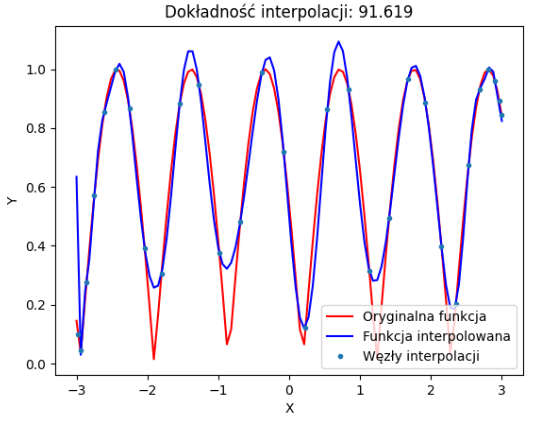 Dokładność interpolacji: 91.619
1.0
0.8
0.6
0.4
0.2
0.0
Y
Oryginalna funkcja
Funkcja interpolowana
Węzły interpolacji
−3
−2
−1
0
1
2
3
X